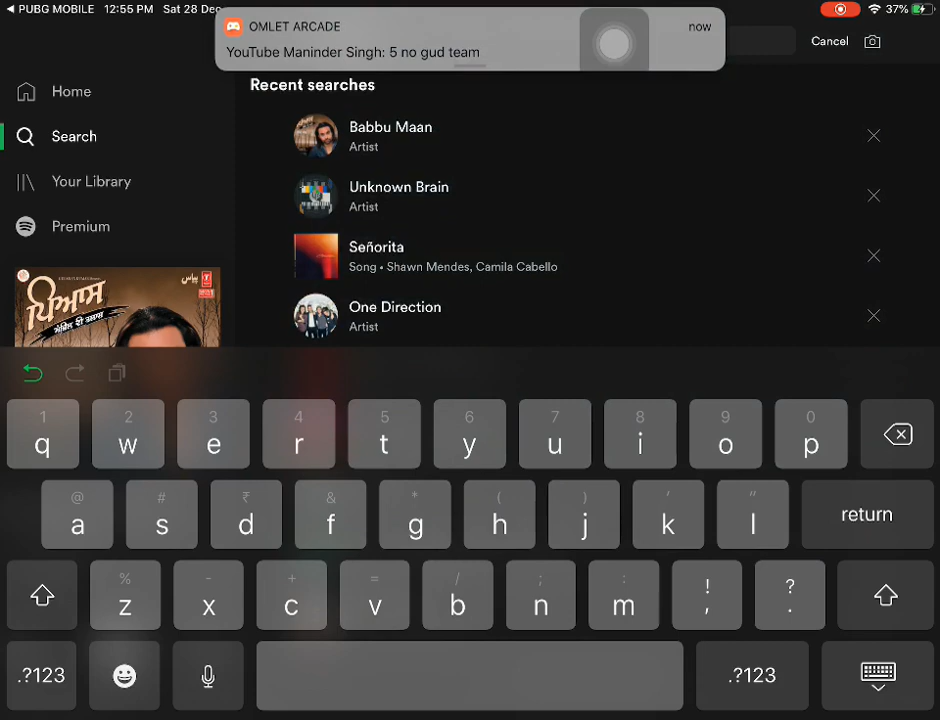 PUBG MOBILE 12:55 PM Sat 28 Dec 37%
OMLET ARCADE now
YouTube Maninder Singh: 5 no gud team
Cancel
Recent searches
Home
Search
Your Library
Premium
Babbu Maan
Artist
Unknown Brain
Artist
Señorita
Song • Shawn Mendes, Camila Cabello
One Direction
Artist
ਪਿਆਸ
1 2 3 4 5 6 7 8 9 0
q w e r t y u i o p
@ # ₹ & * ( ) ' "
a s d f g h j k l return
% - + = / ; : ! ?
z x c v b n m , .
.?123 .?123